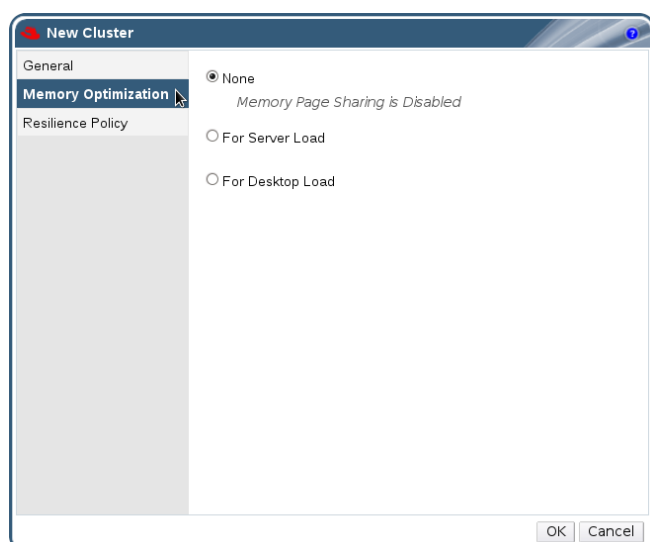 New Cluster
?
General
Memory Optimization
Resilience Policy
None
Memory Page Sharing is Disabled
For Server Load
For Desktop Load
OK
Cancel